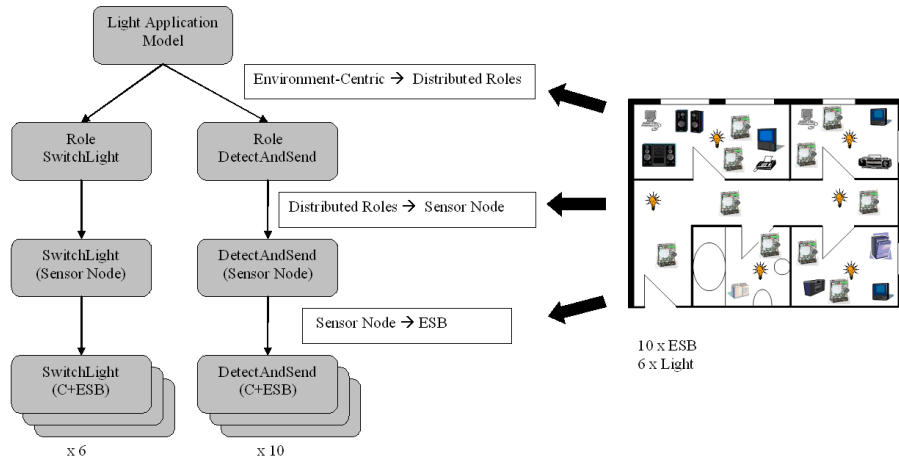 Light Application
Model
Environment-Centric → Distributed Roles
Role
SwitchLight
Role
DetectAndSend
Distributed Roles → Sensor Node
SwitchLight
(Sensor Node)
DetectAndSend
(Sensor Node)
Sensor Node → ESB
SwitchLight
(C+ESB)
DetectAndSend
(C+ESB)
x 6
x 10
10 x ESB
6 x Light